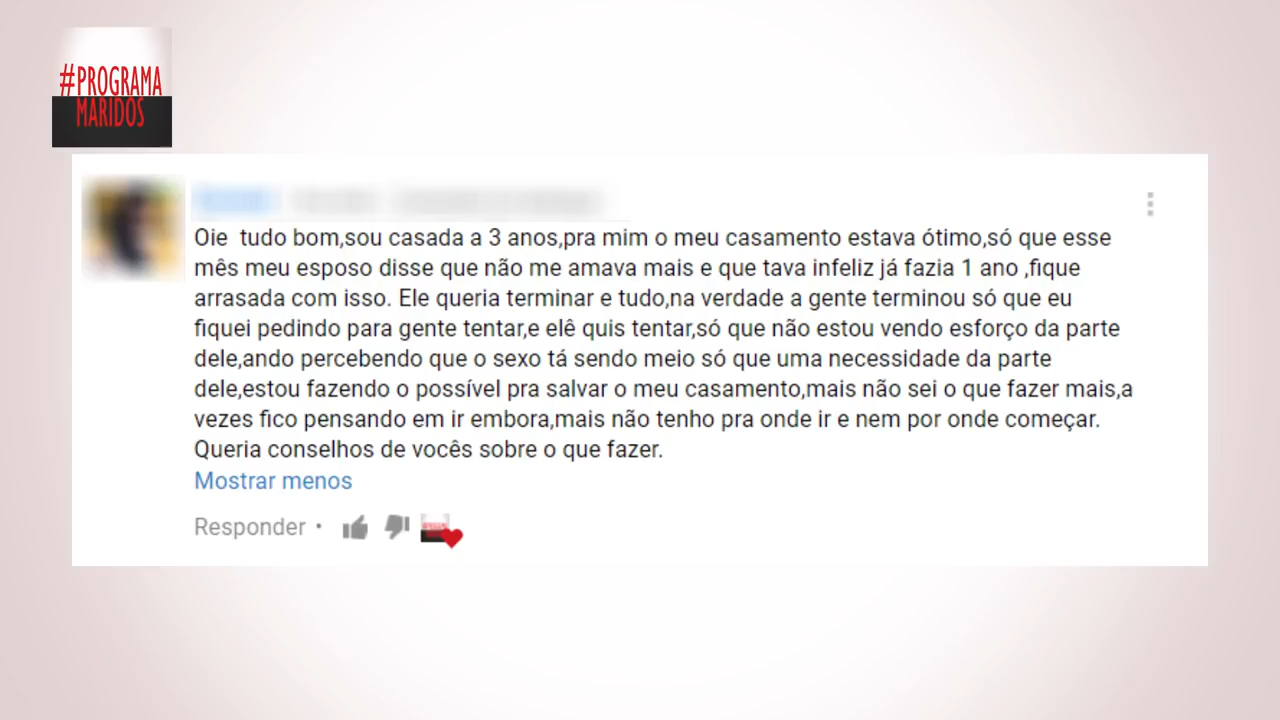 #PROGRAMA
MARIDOS
Oie tudo bom,sou casada a 3 anos,pra mim o meu casamento estava ótimo,só que esse
mês meu esposo disse que não me amava mais e que tava infeliz já fazia 1 ano ,fique
arrasada com isso. Ele queria terminar e tudo,na verdade a gente terminou só que eu
fiquei pedindo para gente tentar,e elê quis tentar,só que não estou vendo esforço da parte
dele,ando percebendo que o sexo tá sendo meio só que uma necessidade da parte
dele,estou fazendo o possível pra salvar o meu casamento,mais não sei o que fazer mais,a
vezes fico pensando em ir embora,mais não tenho pra onde ir e nem por onde começar.
Queria conselhos de vocês sobre o que fazer.
Mostrar menos
Responder •